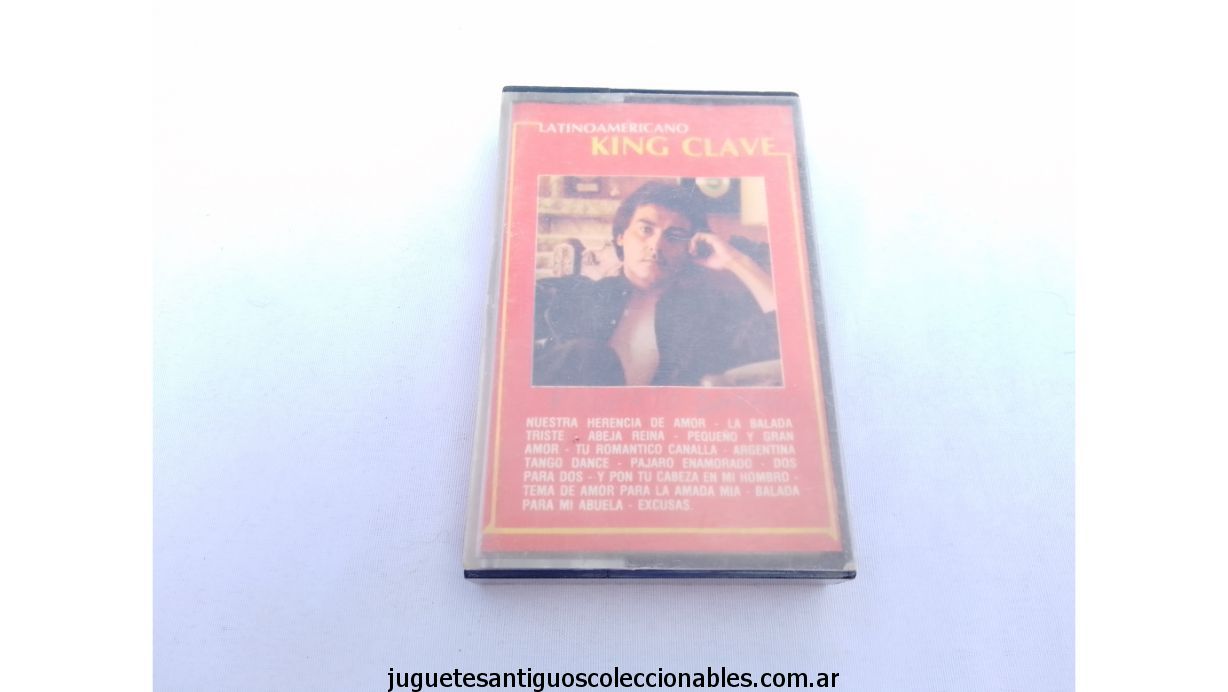 LATINOAMERICANO
KING CLAVE
NUESTRA HERENCIA DE AMOR - LA BALADA
TRISTE - ABEJA REINA - PEQUEÑO Y GRAN
AMOR - TU ROMANTICO CANALLA - ARGENTINA
TANGO DANCE - PAJARO ENAMORADO - DOS
PARA DOS - Y PON TU CABEZA EN MI HOMBRO -
TEMA DE AMOR PARA LA AMADA MIA - BALADA
PARA MI ABUELA - EXCUSAS.
juguetesantiguoscoleccionables.com.ar